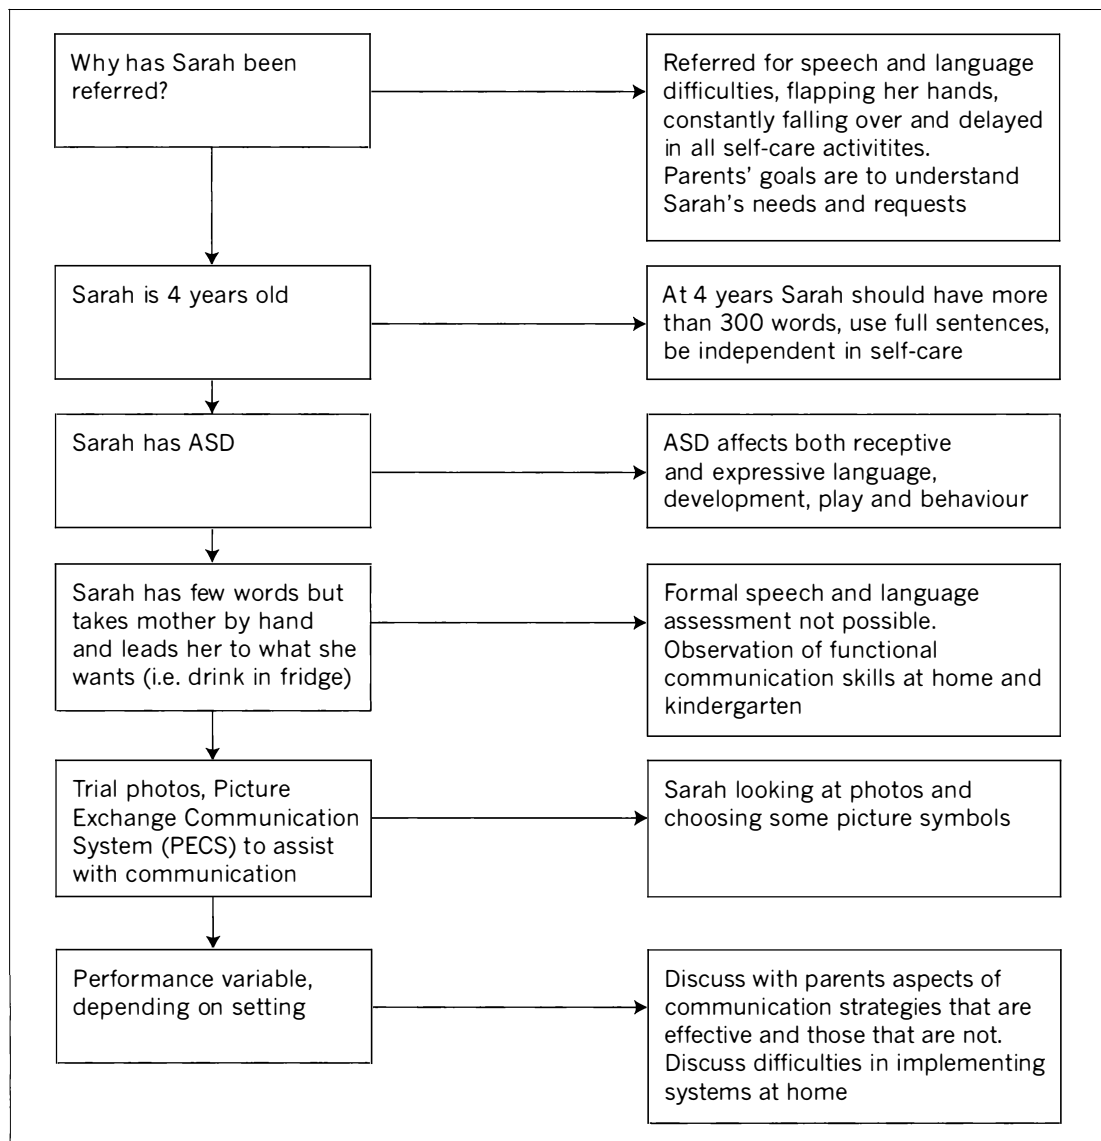 Why has Sarah been
referred?
Referred for speech and language
difficulties, flapping her hands,
constantly falling over and delayed
in all self-care activitites.
Parents' goals are to understand
Sarah's needs and requests
Sarah is 4 years old
At 4 years Sarah should have more
than 300 words, use full sentences,
be independent in self-care
Sarah has ASD
ASD affects both receptive
and expressive language,
development, play and behaviour
Sarah has few words but
takes mother by hand
and leads her to what she
wants (i.e. drink in fridge)
Formal speech and language
assessment not possible.
Observation of functional
communication skills at home and
kindergarten
Trial photos, Picture
Exchange Communication
System (PECS) to assist
with communication
Sarah looking at photos and
choosing some picture symbols
Performance variable,
depending on setting
Discuss with parents aspects of
communication strategies that are
effective and those that are not.
Discuss difficulties in implementing
systems at home